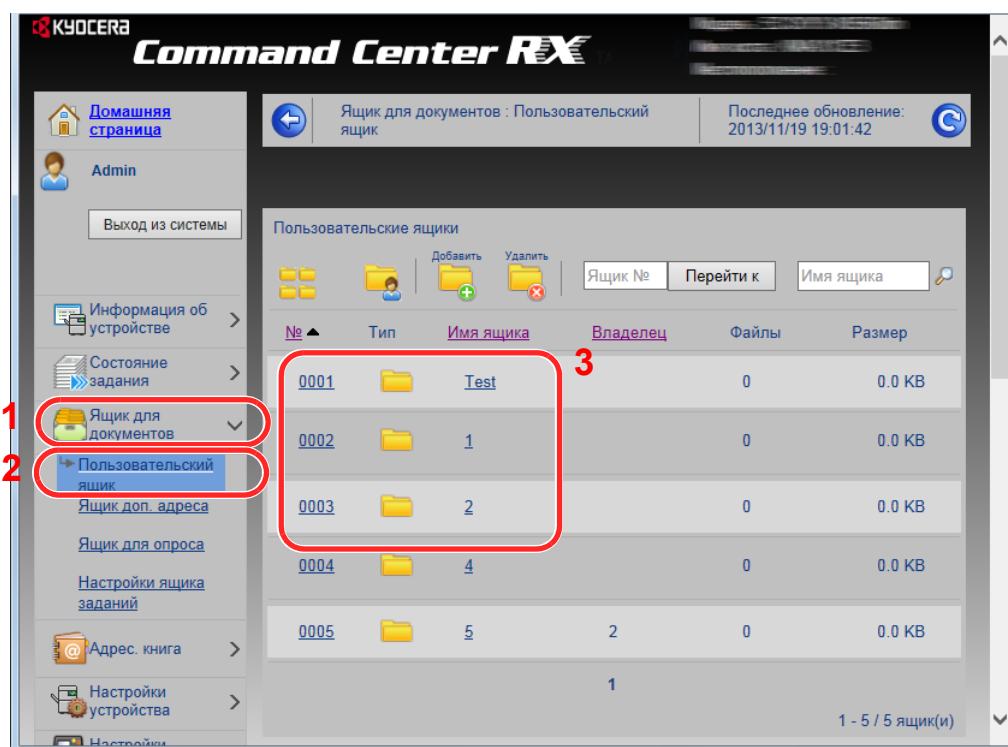 KYOCERA
Command Center RX
Домашняя
страница
Admin
Выход из системы
Информация об
устройстве
Состояние
задания
1
Ящик для
документов
2
Пользовательский
ящик
Ящик доп. адреса
Ящик для опроса
Настройки ящика
заданий
Адрес. книга
Настройки
устройства
Настройки
Ящик для документов : Пользовательский
ящик
Последнее обновление:
2013/11/19 19:01:42
Пользовательские ящики
Добавить Удалить
Ящик № Перейти к Имя ящика
№ Тип Имя ящика Владелец Файлы Размер
3
0001 Test 0 0.0 KB
0002 1 0 0.0 KB
0003 2 0 0.0 KB
0004 4 0 0.0 KB
0005 5 2 0 0.0 KB
1
1 - 5 / 5 ящик(и)